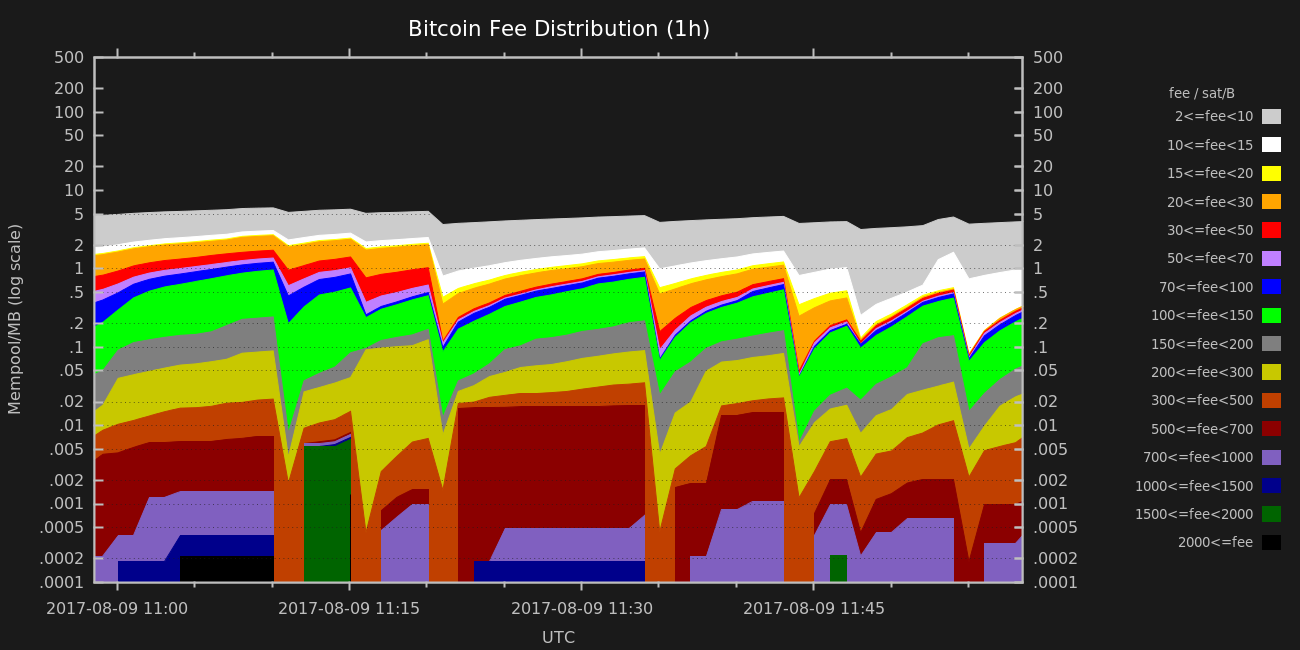 Bitcoin Fee Distribution (1h)
Mempool/MB (log scale)
500
200
100
50
20
10
5
2
1
.5
.2
.1
.05
.02
.01
.005
.002
.001
.0005
.0002
.0001
500
200
100
50
20
10
5
2
1
.5
.2
.1
.05
.02
.01
.005
.002
.001
.0005
.0002
.0001
fee / sat/B
2<=fee<10
10<=fee<15
15<=fee<20
20<=fee<30
30<=fee<50
50<=fee<70
70<=fee<100
100<=fee<150
150<=fee<200
200<=fee<300
300<=fee<500
500<=fee<700
700<=fee<1000
1000<=fee<1500
1500<=fee<2000
2000<=fee
2017-08-09 11:00 2017-08-09 11:15 2017-08-09 11:30 2017-08-09 11:45
UTC